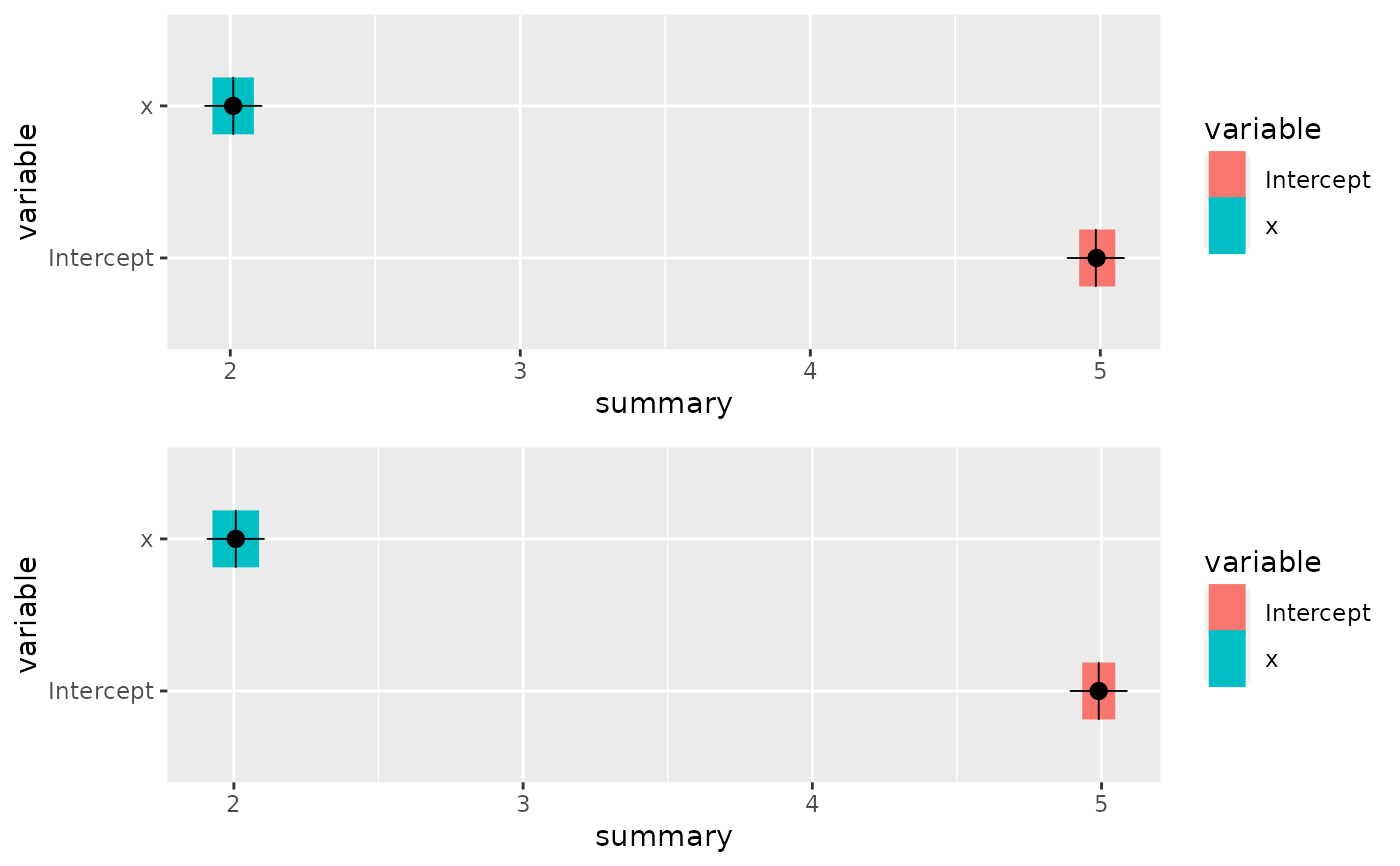 variable
x
Intercept
2 3 4 5
summary
variable
Intercept
x
variable
x
Intercept
2 3 4 5
summary
variable
Intercept
x